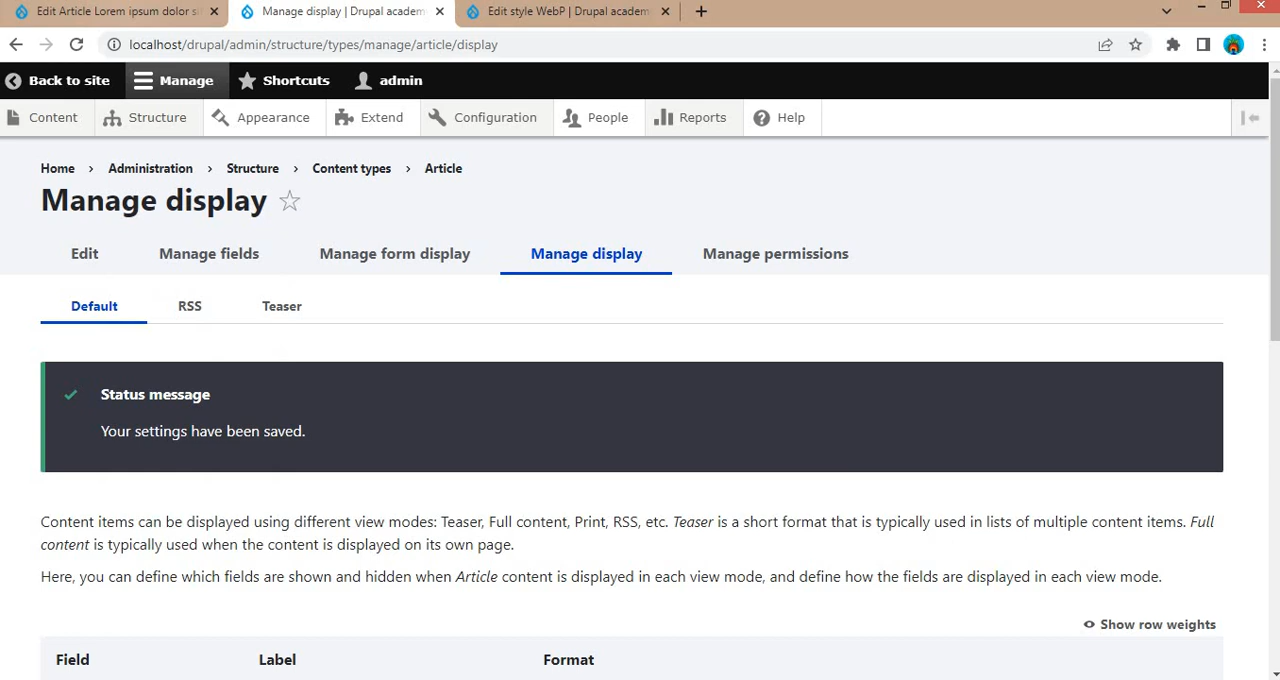 Edit Article Lorem ipsum dolor si
Manage display | Drupal academ
Edit style WebP | Drupal academ
localhost/drupal/admin/structure/types/manage/article/display
Back to site
Manage
Shortcuts
admin
Content
Structure
Appearance
Extend
Configuration
People
Reports
Help
Home › Administration › Structure › Content types › Article
Manage display
Edit
Manage fields
Manage form display
Manage display
Manage permissions
Default
RSS
Teaser
Status message
Your settings have been saved.
Content items can be displayed using different view modes: Teaser, Full content, Print, RSS, etc. Teaser is a short format that is typically used in lists of multiple content items. Full
content is typically used when the content is displayed on its own page.
Here, you can define which fields are shown and hidden when Article content is displayed in each view mode, and define how the fields are displayed in each view mode.
Show row weights
Field
Label
Format